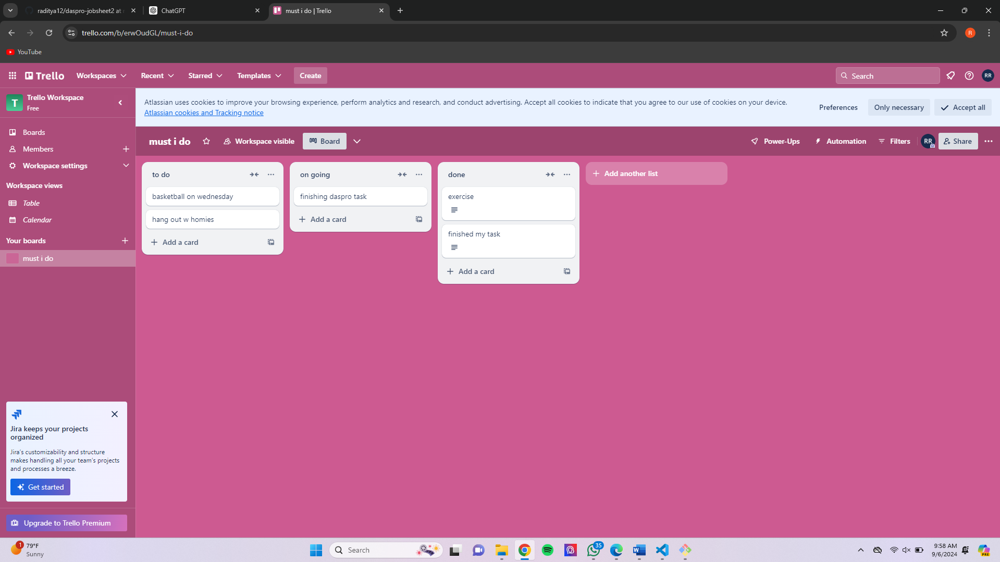 raditya12/daspro-jobsheet2 at
ChatGPT
must i do | Trello
trello.com/b/erwOudGL/must-i-do
R
YouTube
Trello
Workspaces
Recent
Starred
Templates
Create
Search
RR
T
Trello Workspace
Free
Atlassian uses cookies to improve your browsing experience, perform analytics and research, and conduct advertising. Accept all cookies to indicate that you agree to our use of cookies on your device.
Atlassian cookies and Tracking notice
Preferences
Only necessary
Accept all
Boards
Members
Workspace settings
Workspace views
Table
Calendar
Your boards
must i do
must i do
Workspace visible
Board
Power-Ups
Automation
Filters
RR
Share
to do
basketball on wednesday
hang out w homies
Add a card
on going
finishing daspro task
Add a card
done
exercise
finished my task
Add a card
Add another list
Jira keeps your projects
organized
Jira's customizability and structure
makes handling all your team's projects
and processes a breeze.
Get started
Upgrade to Trello Premium
1
79°F
Sunny
Search
35
9:58 AM
9/6/2024
PRE